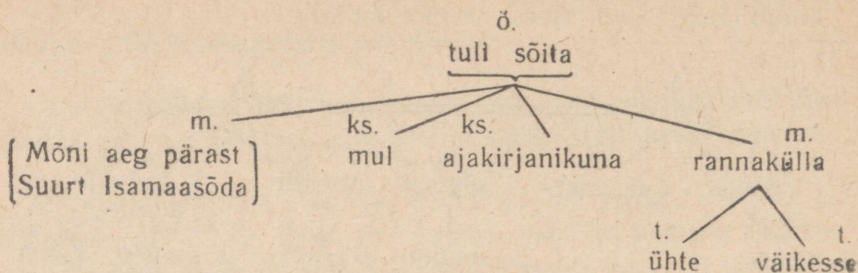 ö.
tuli sõita
m. ks. ks. m.
Mõni aeg pärast
Suurt Isamaasõda
mul ajakirjanikuna rannakülla
t. t.
ühte väikesse